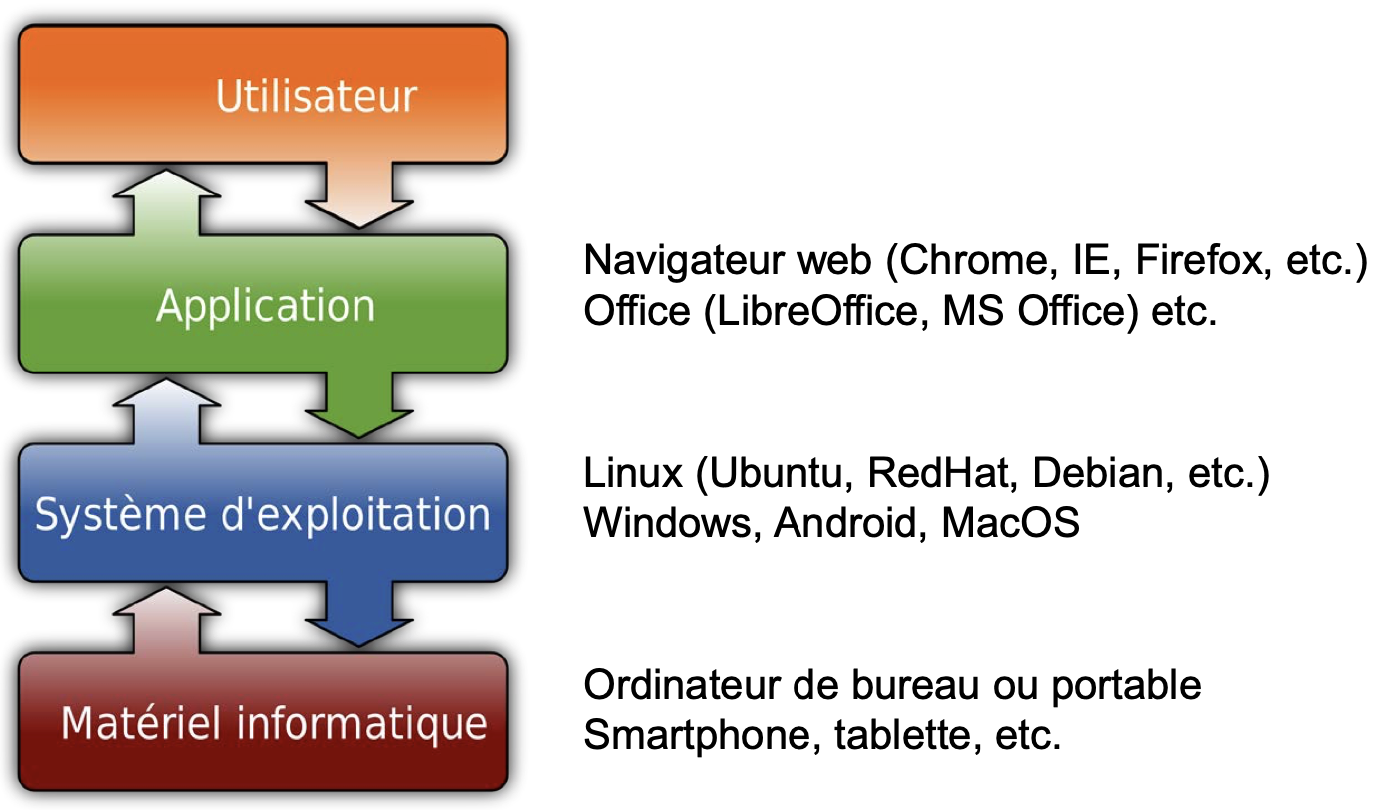 Utilisateur
Application
Navigateur web (Chrome, IE, Firefox, etc.)
Office (LibreOffice, MS Office) etc.
Système d'exploitation
Linux (Ubuntu, RedHat, Debian, etc.)
Windows, Android, MacOS
Matériel informatique
Ordinateur de bureau ou portable
Smartphone, tablette, etc.